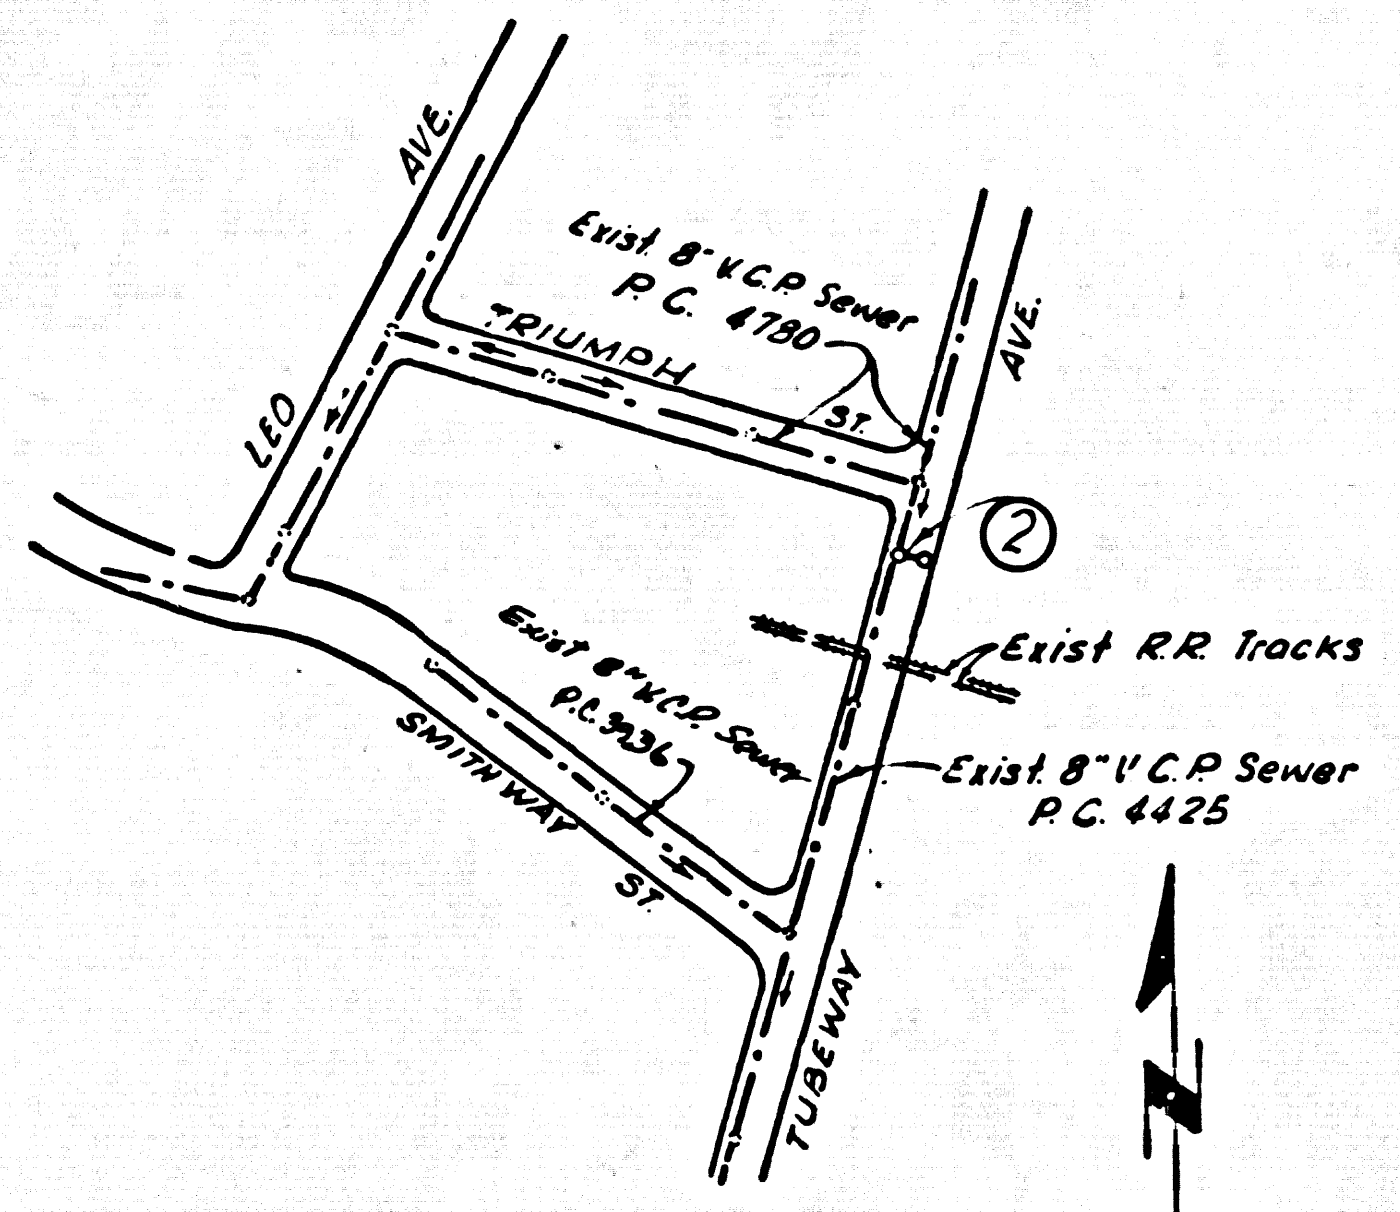 LEO AVE.
Exist. 8" V.C.P. Sewer
P.C. 4780
TRIUMPH ST.
AVE.
2
Exist R.R. Tracks
Exist 8" V.C.P. Sewer
P.C. 3936
SMITHWAY ST.
Exist. 8" V.C.P. Sewer
P.C. 4425
TUBEWAY
N